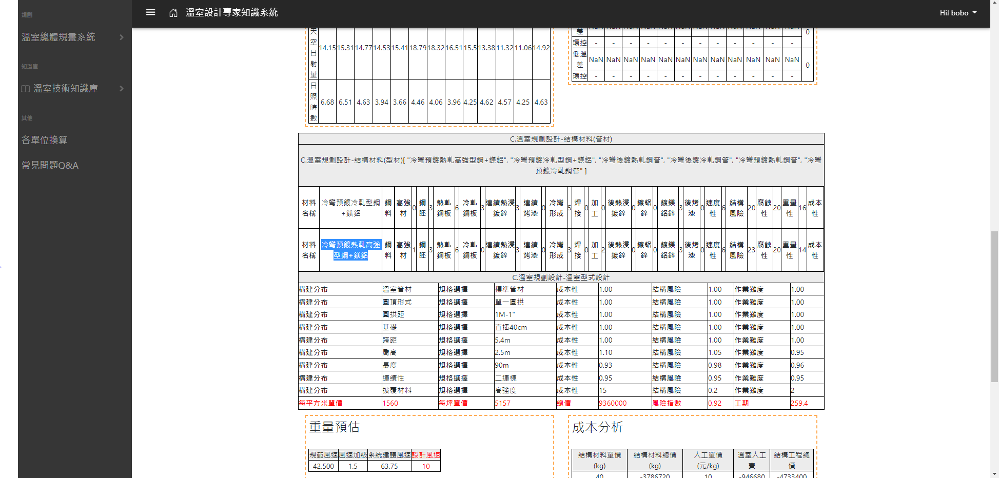 溫室設計專家知識系統
Hi! bobo
規劃
溫室總體規畫系統
知識庫
溫室技術知識庫
其他
各單位換算
常見問題Q&A
天空日射量 14.15 15.31 14.77 14.53 15.41 18.79 18.32 16.51 15.5 13.38 11.32 11.06 14.92
日照時數 6.68 6.51 4.63 3.94 3.66 4.46 4.06 3.96 4.25 4.62 4.57 4.25 4.63
差 NaN NaN NaN NaN NaN NaN NaN NaN NaN NaN NaN NaN 0
環控 - - - - - - - - - - - -
低溫差 NaN NaN NaN NaN NaN NaN NaN NaN NaN NaN NaN NaN 0
環控 - - - - - - - - - - - -
C.溫室規劃設計-結構材料(管材)
C.溫室規劃設計-結構材料(型材)[ "冷彎預鍍熱軋高強型鋼+鎂鋁", "冷彎預鍍冷軋型鋼+鎂鋁", "冷彎後鍍熱軋鋼管", "冷彎後鍍冷軋鋼管", "冷彎預鍍熱軋鋼管", "冷彎
預鍍冷軋鋼管" ]
材料名稱 冷彎預鍍冷軋型鋼+鎂鋁 鋼料 高強材 0 鋼胚 3 熱軋鋼板 6 冷軋鋼板 3 連續熱浸鍍鋅 3 連續烤漆 0 冷灣形成 5 焊接 0 加工 0 後熱浸鍍鋅 0 鍍鋁鋅 0 鍍鎂鋁鋅 3 後烤漆 0 速度性 6 結構風險 20 腐蝕性 20 重量性 16 成本性
材料名稱 冷彎預鍍熱軋高強型鋼+鎂鋁 鋼料 高強材 1 鋼胚 3 熱軋鋼板 6 冷軋鋼板 0 連續熱浸鍍鋅 3 連續烤漆 0 冷灣形成 3 焊接 0 加工 2 後熱浸鍍鋅 0 鍍鋁鋅 0 鍍鎂鋁鋅 3 後烤漆 0 速度性 6 結構風險 23 腐蝕性 20 重量性 14 成本性
C.溫室規劃設計-溫室型式設計
構建分布 溫室管材 規格選擇 標準管材 成本性 1.00 結構風險 1.00 作業難度 1.00
構建分布 圓頂形式 規格選擇 單一圓拱 成本性 1.00 結構風險 1.00 作業難度 1.00
構建分布 圓拱距 規格選擇 1M-1" 成本性 1.00 結構風險 1.00 作業難度 1.00
構建分布 基礎 規格選擇 直插40cm 成本性 1.00 結構風險 1.00 作業難度 1.00
構建分布 跨距 規格選擇 5.4m 成本性 1.00 結構風險 1.00 作業難度 1.00
構建分布 肩高 規格選擇 2.5m 成本性 1.10 結構風險 1.05 作業難度 0.95
構建分布 長度 規格選擇 90m 成本性 0.93 結構風險 0.98 作業難度 0.96
構建分布 連續性 規格選擇 二連棟 成本性 0.95 結構風險 0.95 作業難度 0.95
構建分布 披覆材料 規格選擇 高強度 成本性 15 結構風險 0.2 作業難度 2
每平方米單價 1560 每坪單價 5157 總價 9360000 風險指數 0.92 工期 259.4
重量預估
規範風速 風速加級 系統建議風速 設計風速
42.500 1.5 63.75 10
成本分析
結構材料單價(kg) 結構材料總價(kg) 人工單價(元/kg) 溫室人工費 結構工程總價
40 -3786720 10 -946680 -4733400